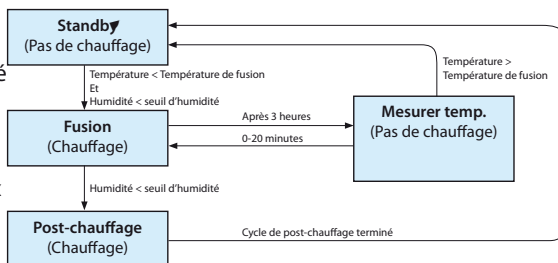 Standby
(Pas de chauffage)
Température < Température de fusion
Et
Humidité < seuil d'humidité
Température >
Température de fusion
Fusion
(Chauffage)
Après 3 heures
0-20 minutes
Mesurer temp.
(Pas de chauffage)
Humidité < seuil d'humidité
Post-chauffage
(Chauffage)
Cycle de post-chauffage terminé